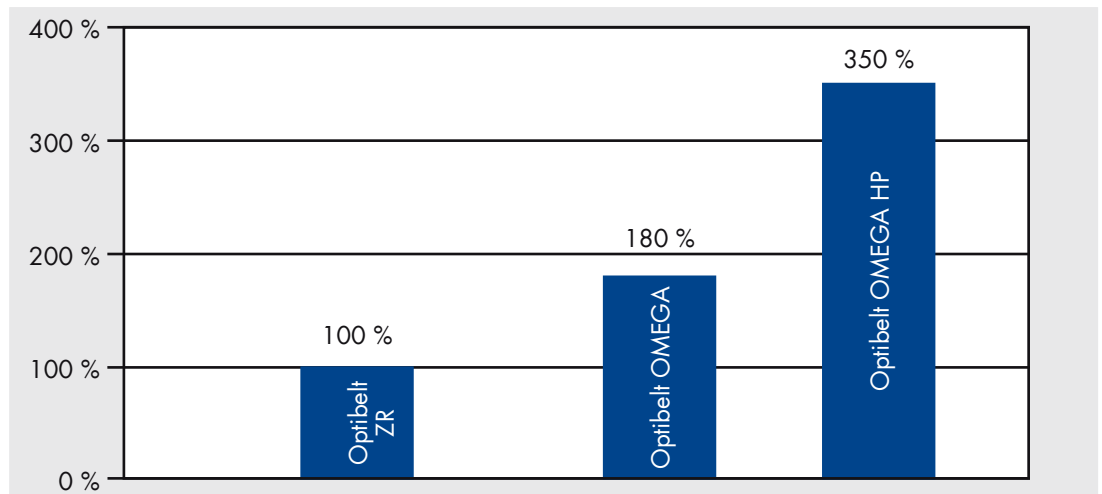 400 %
350 %
300 %
200 %
180 %
100 %
100 %
0 %
Optibelt
ZR
Optibelt OMEGA
Optibelt OMEGA HP